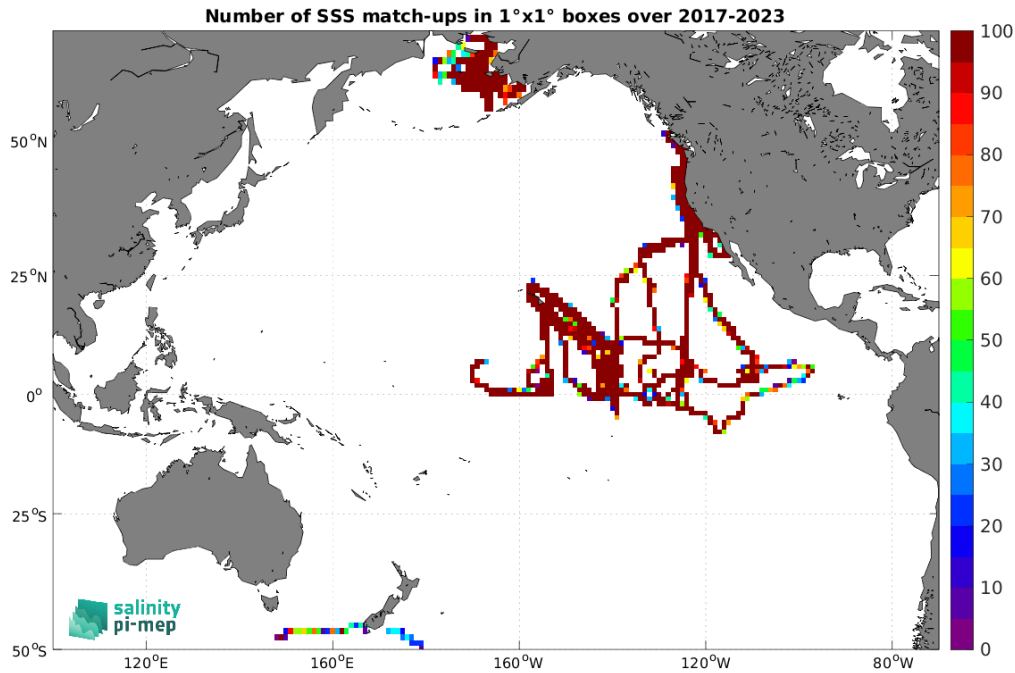 Number of SSS match-ups in 1°x1° boxes over 2017-2023
50°N
25°N
0°
25°S
50°S
120°E
160°E
160°W
120°W
80°W
100
90
80
70
60
50
40
30
20
10
0
salinity
pi-mep